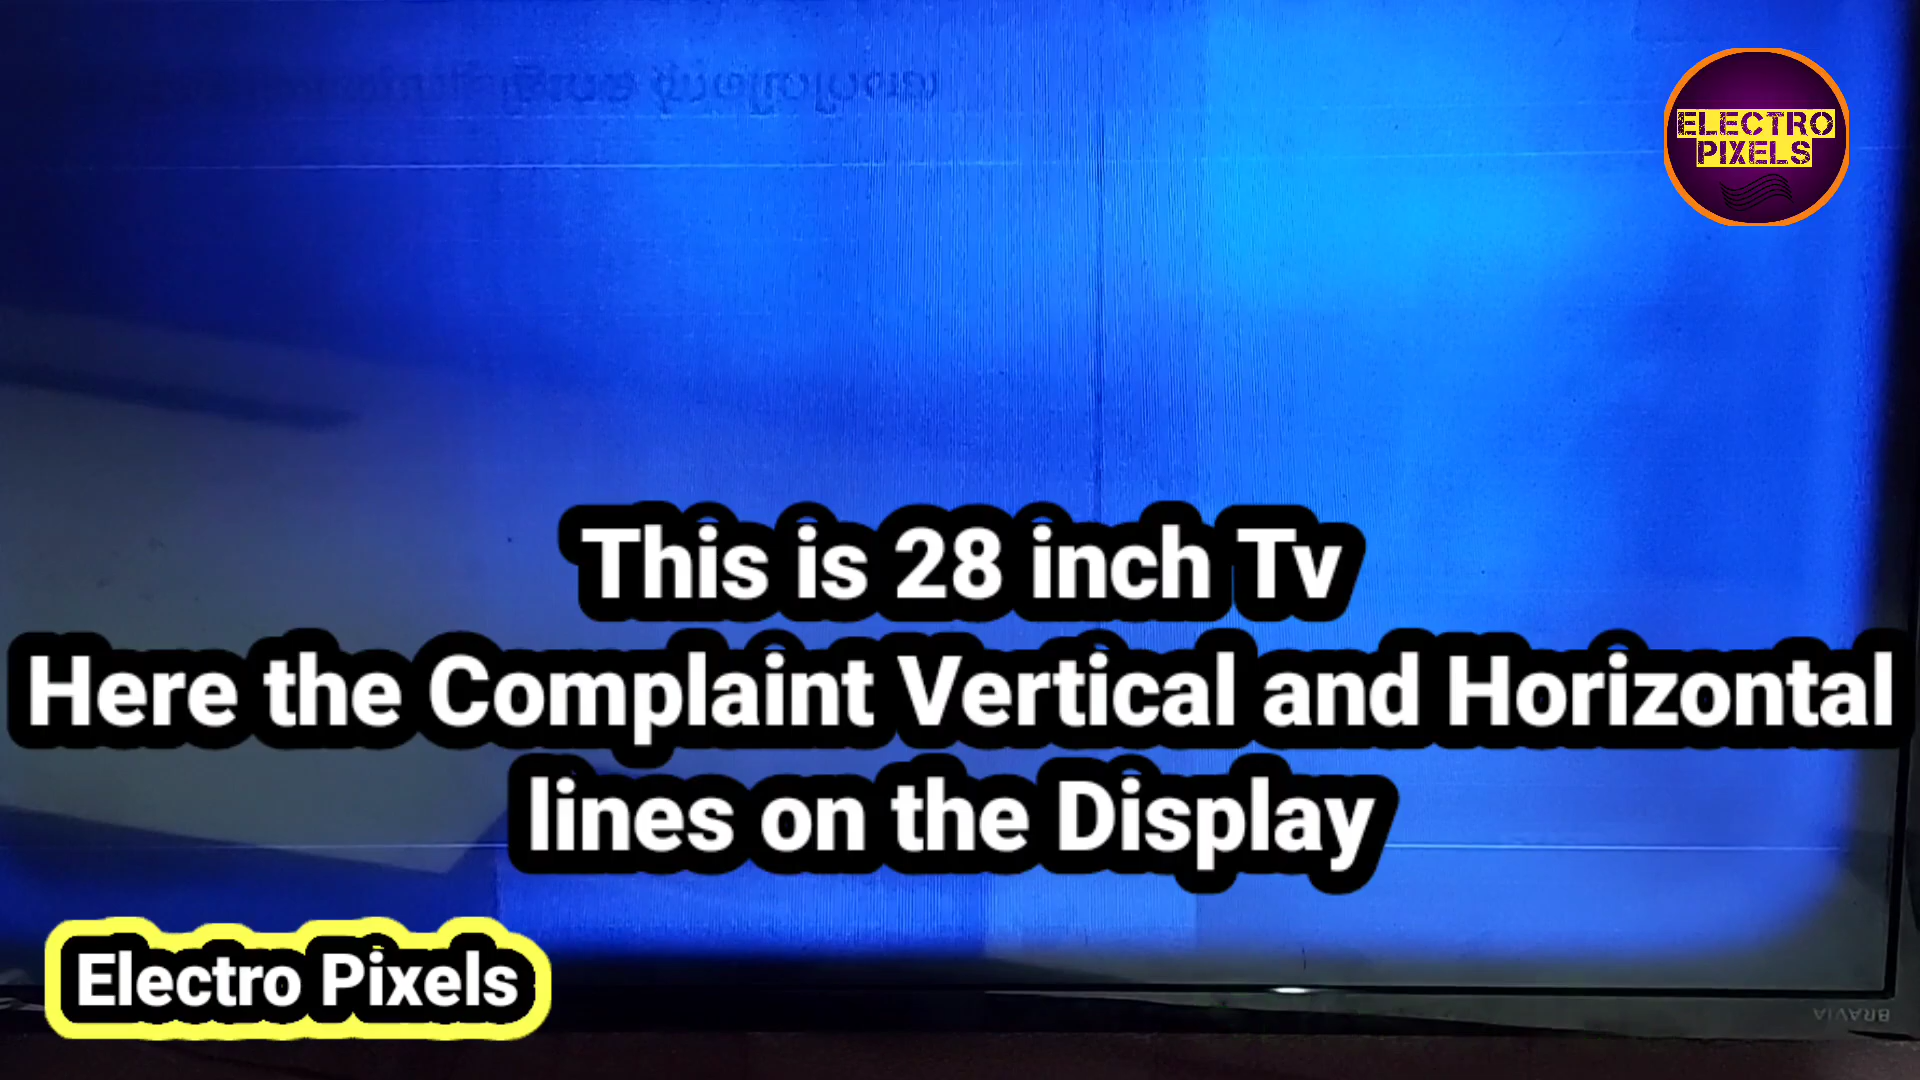 ELECTRO
PIXELS
This is 28 inch Tv
Here the Complaint Vertical and Horizontal
lines on the Display
Electro Pixels
BRAVIA